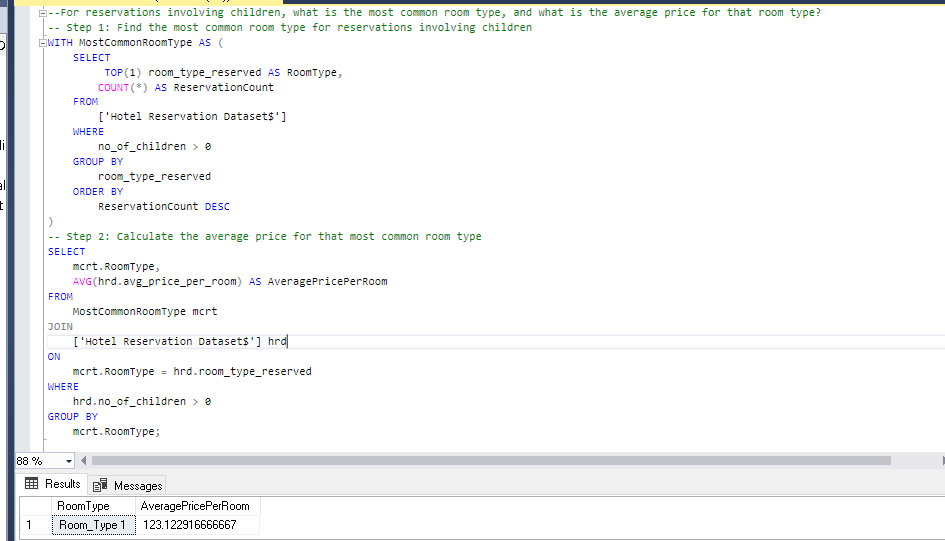 --For reservations involving children, what is the most common room type, and what is the average price for that room type?
-- Step 1: Find the most common room type for reservations involving children
WITH MostCommonRoomType AS (
SELECT
TOP(1) room_type_reserved AS RoomType,
COUNT(*) AS ReservationCount
FROM
['Hotel Reservation Dataset$']
WHERE
no_of_children > 0
GROUP BY
room_type_reserved
ORDER BY
ReservationCount DESC
)
-- Step 2: Calculate the average price for that most common room type
SELECT
mcrt.RoomType,
AVG(hrd.avg_price_per_room) AS AveragePricePerRoom
FROM
MostCommonRoomType mcrt
JOIN
['Hotel Reservation Dataset$'] hrd
ON
mcrt.RoomType = hrd.room_type_reserved
WHERE
hrd.no_of_children > 0
GROUP BY
mcrt.RoomType;
88 %
Results Messages
RoomType AveragePricePerRoom
1 Room_Type 1 123.122916666667